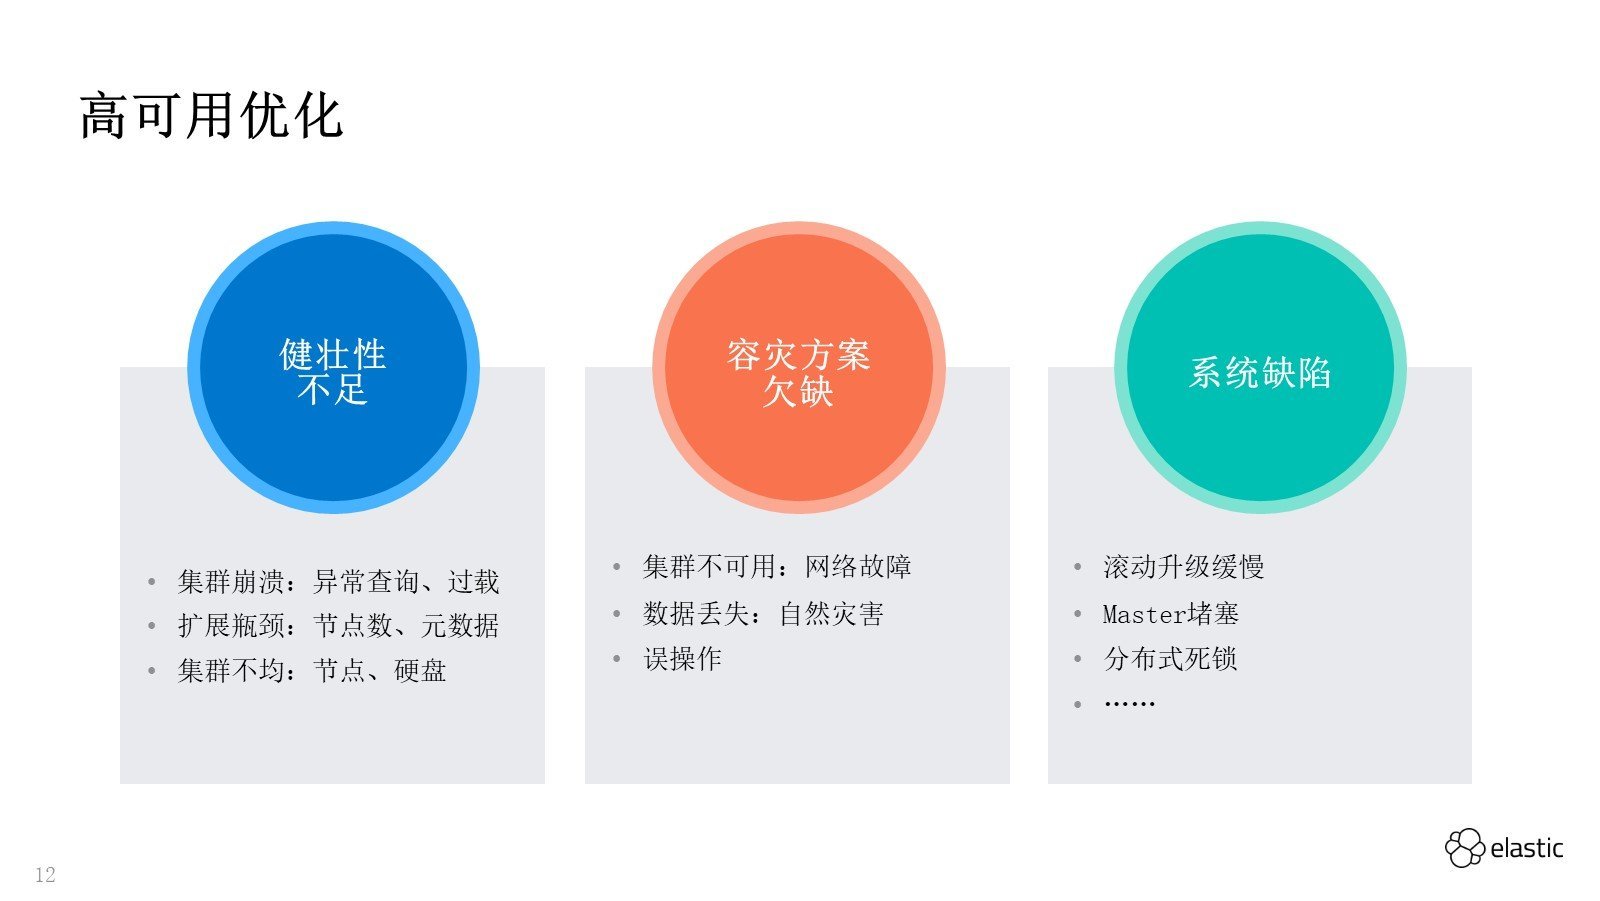 高可用优化
健壮性
不足
• 集群崩溃：异常查询、过载
• 扩展瓶颈：节点数、元数据
• 集群不均：节点、硬盘
容灾方案
欠缺
• 集群不可用：网络故障
• 数据丢失：自然灾害
• 误操作
系统缺陷
• 滚动升级缓慢
• Master堵塞
• 分布式死锁
• ……
elastic
12